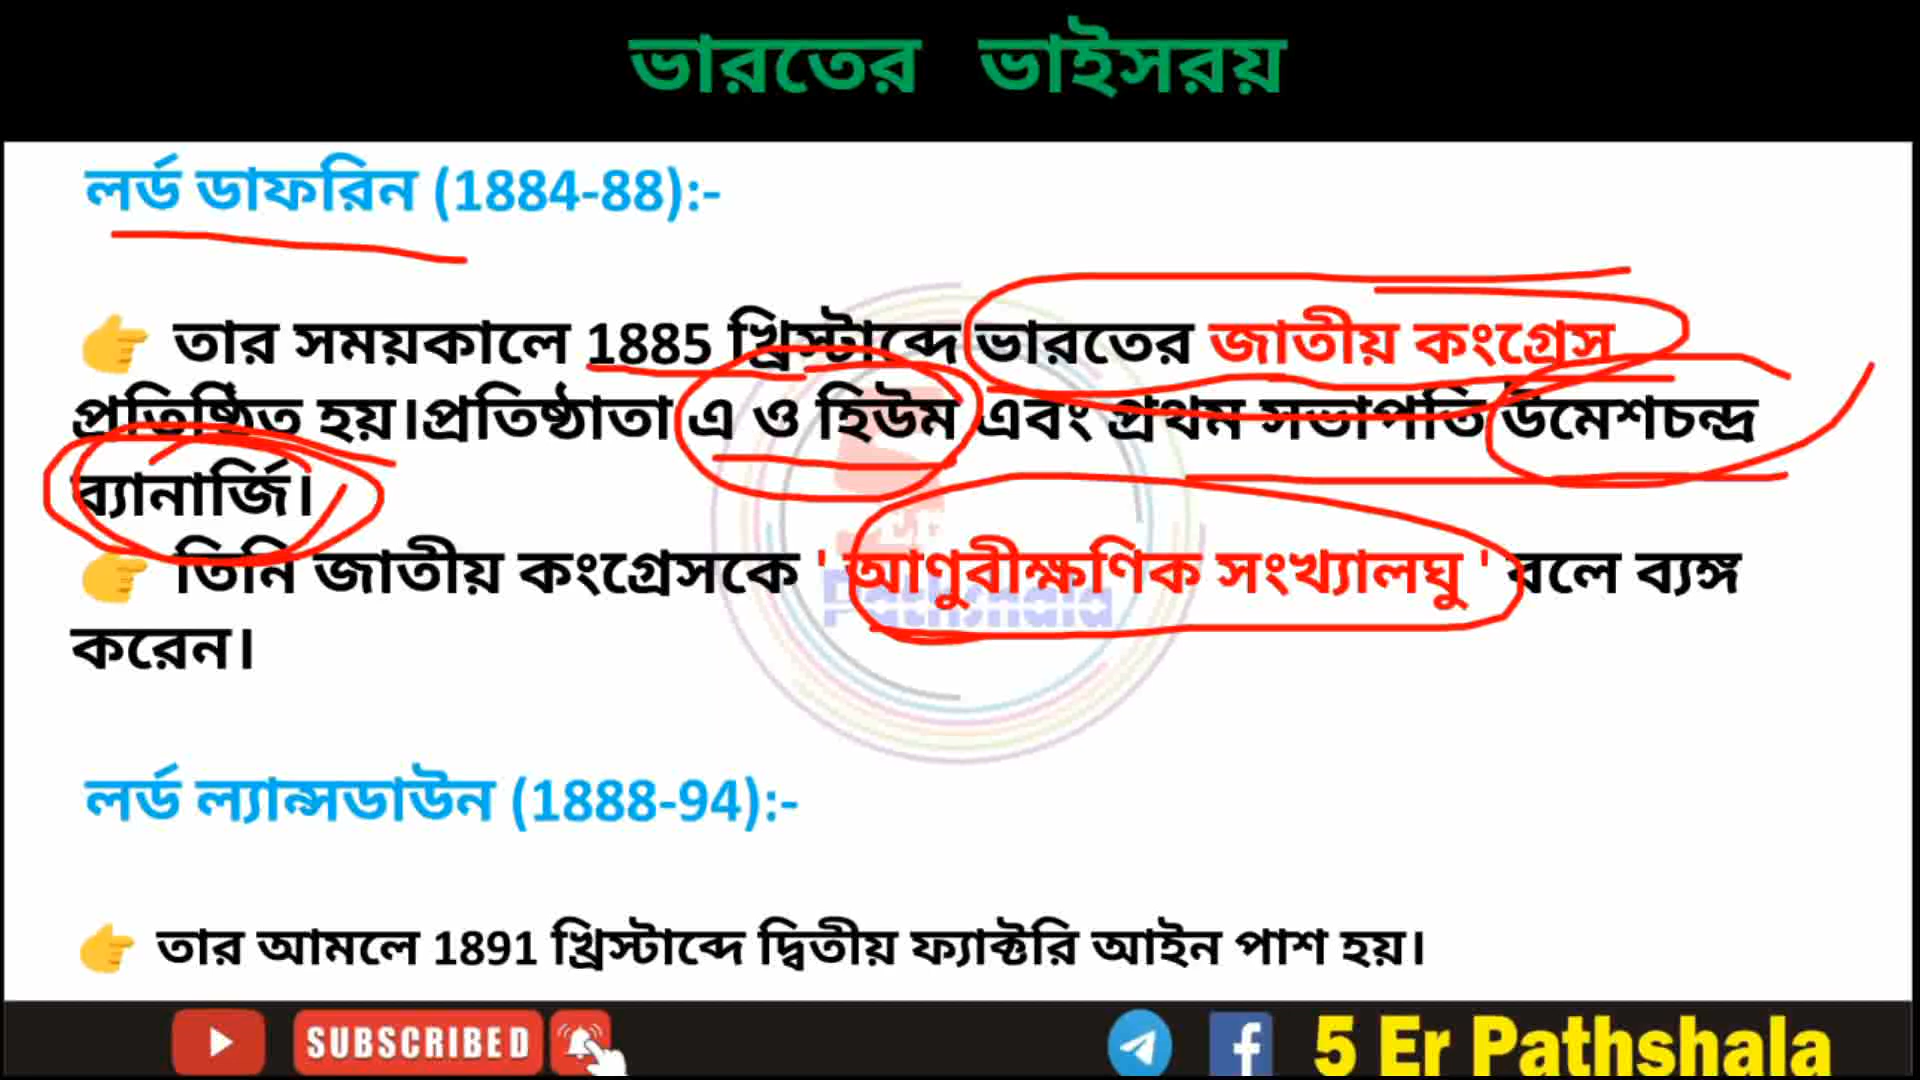 ভারতের ভাইসরয়
লর্ড ডাফরিন (1884-88):-
👉 তার সময়কালে 1885 খ্রিস্টাব্দে ভারতের জাতীয় কংগ্রেস
প্রতিষ্ঠিত হয়।প্রতিষ্ঠাতা এ ও হিউম এবং প্রথম সভাপতি উমেশচন্দ্র
ব্যানার্জি।
👉 তিনি জাতীয় কংগ্রেসকে ' আণুবীক্ষণিক সংখ্যালঘু ' বলে ব্যঙ্গ
করেন।
Pathshala
লর্ড ল্যান্সডাউন (1888-94):-
👉 তার আমলে 1891 খ্রিস্টাব্দে দ্বিতীয় ফ্যাক্টরি আইন পাশ হয়।
SUBSCRIBED
5 Er Pathshala